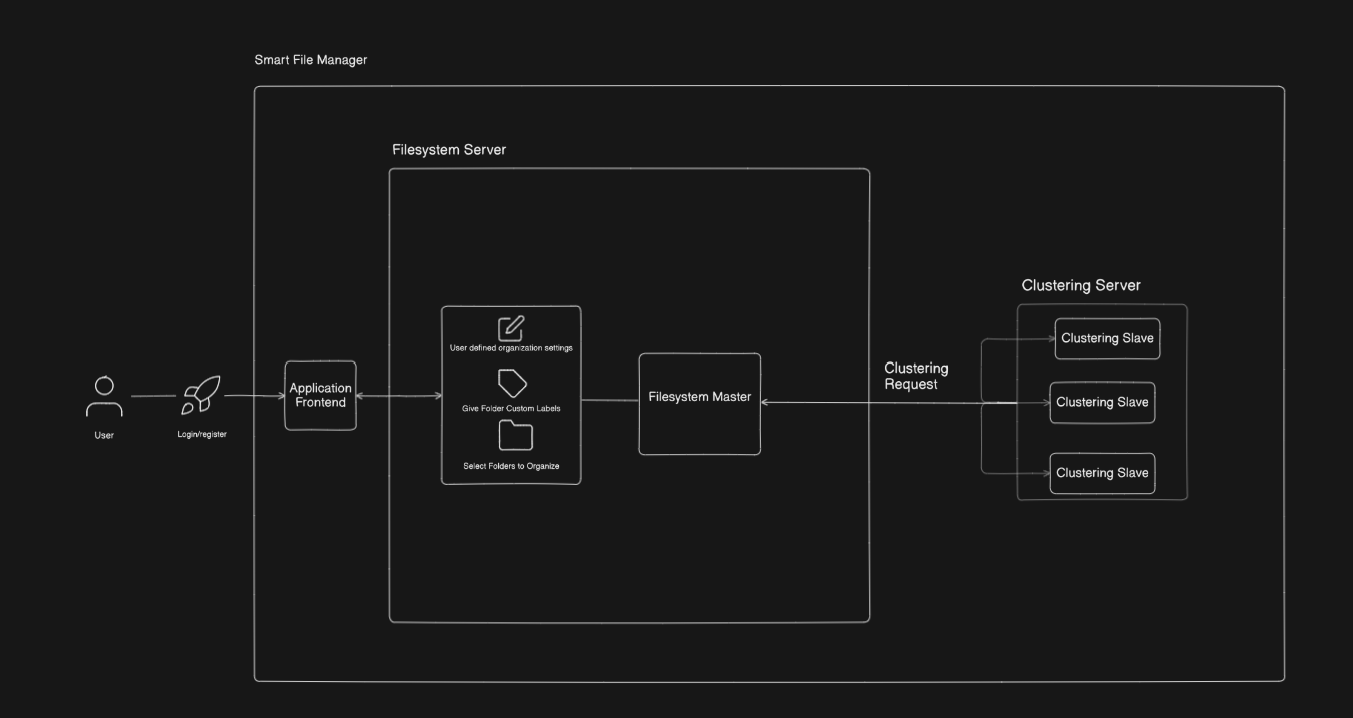 Smart File Manager
Filesystem Server
Clustering Server
User defined organization settings
Give Folder Custom Labels
Select Folders to Organize
Application
Frontend
Filesystem Master
Clustering
Request
Clustering Slave
Clustering Slave
Clustering Slave
User
Login/register